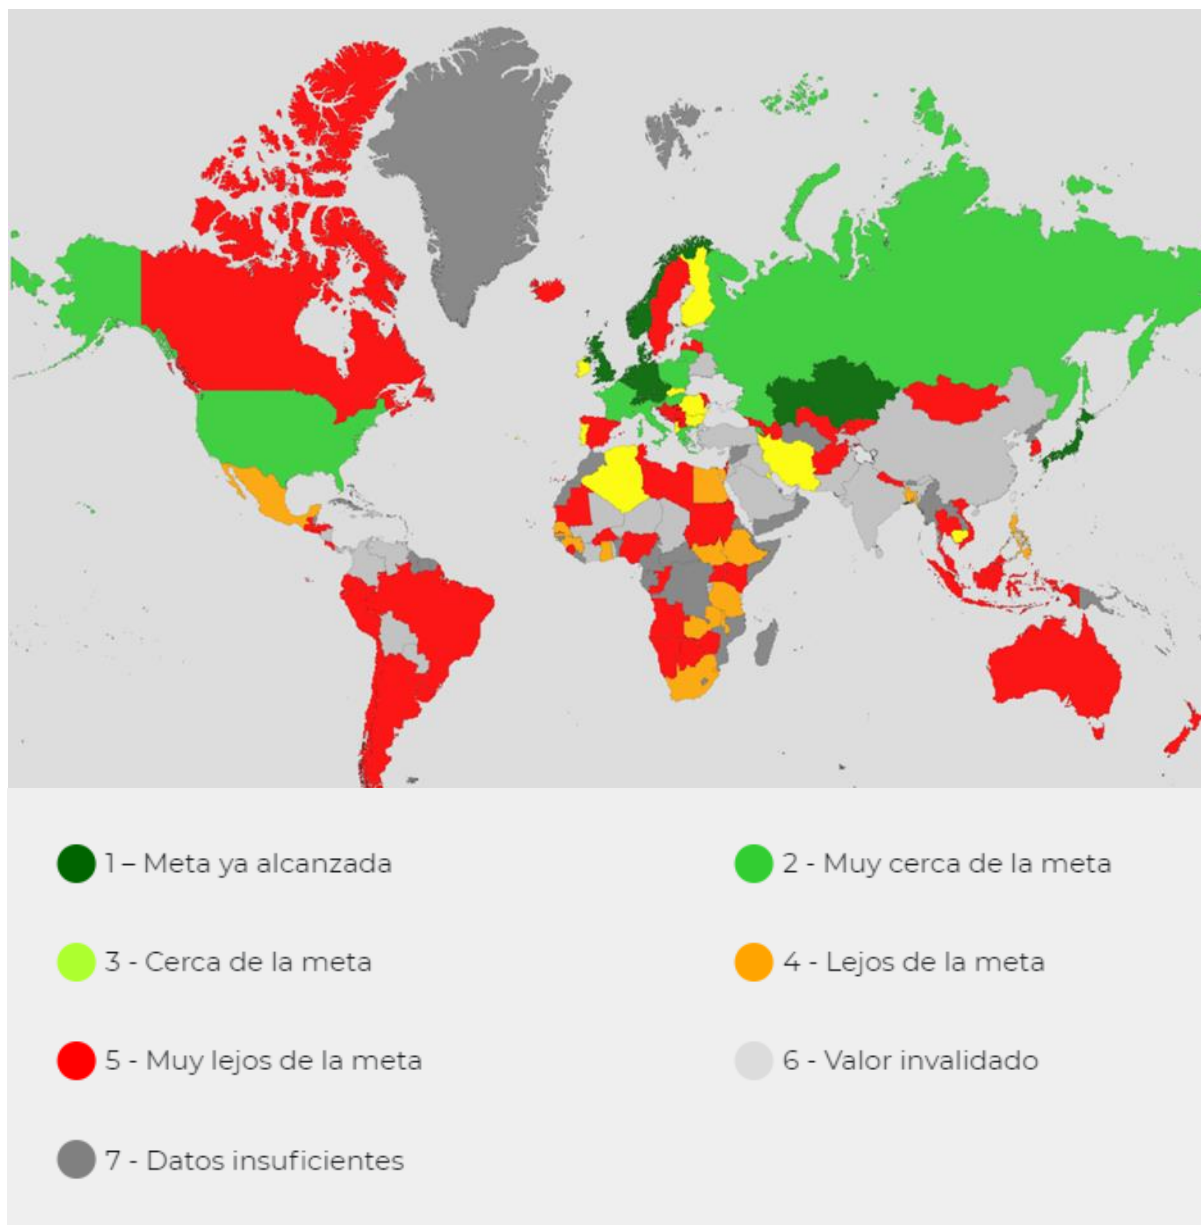 1 – Meta ya alcanzada
2 - Muy cerca de la meta
3 - Cerca de la meta
4 - Lejos de la meta
5 - Muy lejos de la meta
6 - Valor invalidado
7 - Datos insuficientes